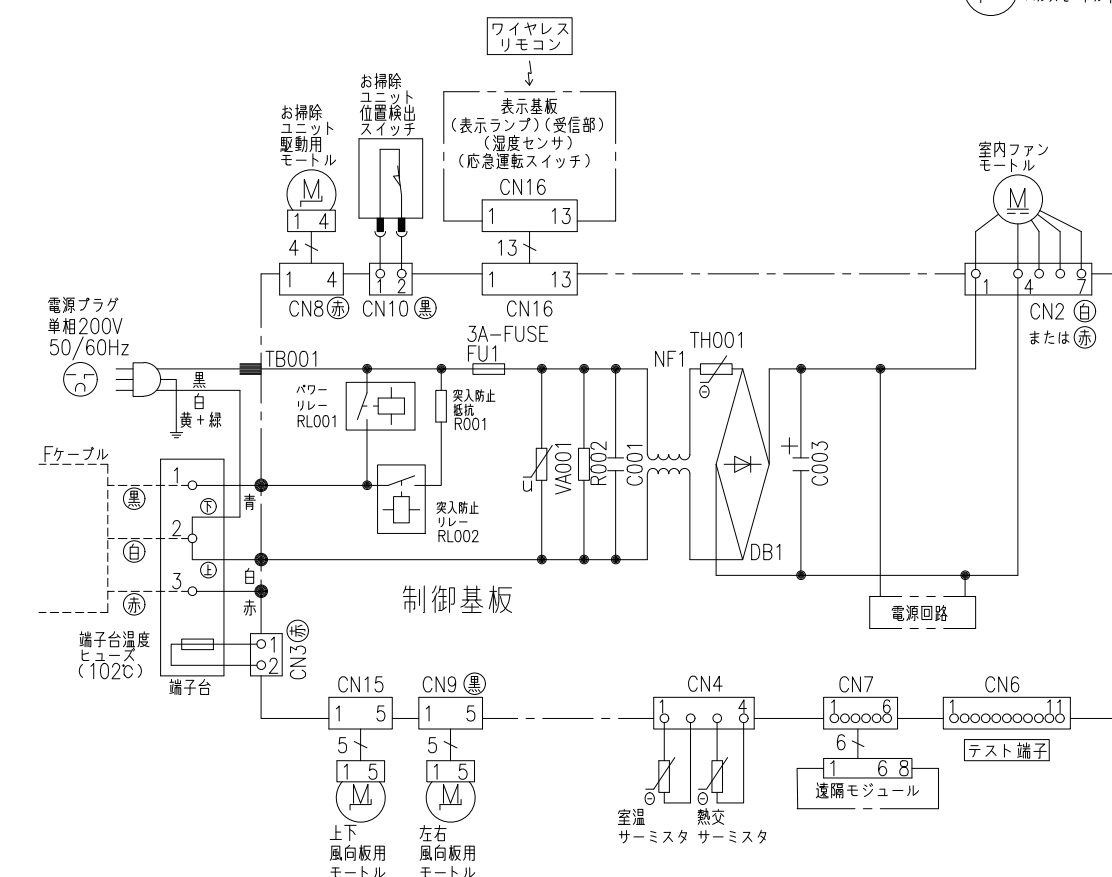 ワイヤレス
リモコン
お掃除
ユニット
位置検出
スイッチ
お掃除
ユニット
駆動用
モートル
M
1 4
4
1 4
CN8 赤
1 2
CN10 黒
表示基板
(表示ランプ)(受信部)
(湿度センサ)
(応急運転スイッチ)
CN16
1 13
13
1 13
CN16
室内ファン
モートル
M
1 4 7
CN2 白
または 赤
電源プラグ
単相200V
50/60Hz
黒
白
黄+緑
TB001
パワー
リレー
RL001
3A-FUSE
FU1
突入防止
抵抗
R001
突入防止
リレー
RL002
u
VA001
R002
C001
NF1
TH001
DB1
+
C003
電源回路
Fケーブル
黒
白
赤
1
2
3
下
上
青
白
赤
制御基板
端子台温度
ヒューズ
(102℃)
端子台
1
2
CN3 赤
CN15
1 5
5
1 5
M
上下
風向板用
モートル
CN9 黒
1 5
5
1 5
M
左右
風向板用
モートル
CN4
1 4
室温
サーミスタ
熱交
サーミスタ
CN7
1 6
6
1 6 8
遠隔モジュール
CN6
1 11
テスト端子